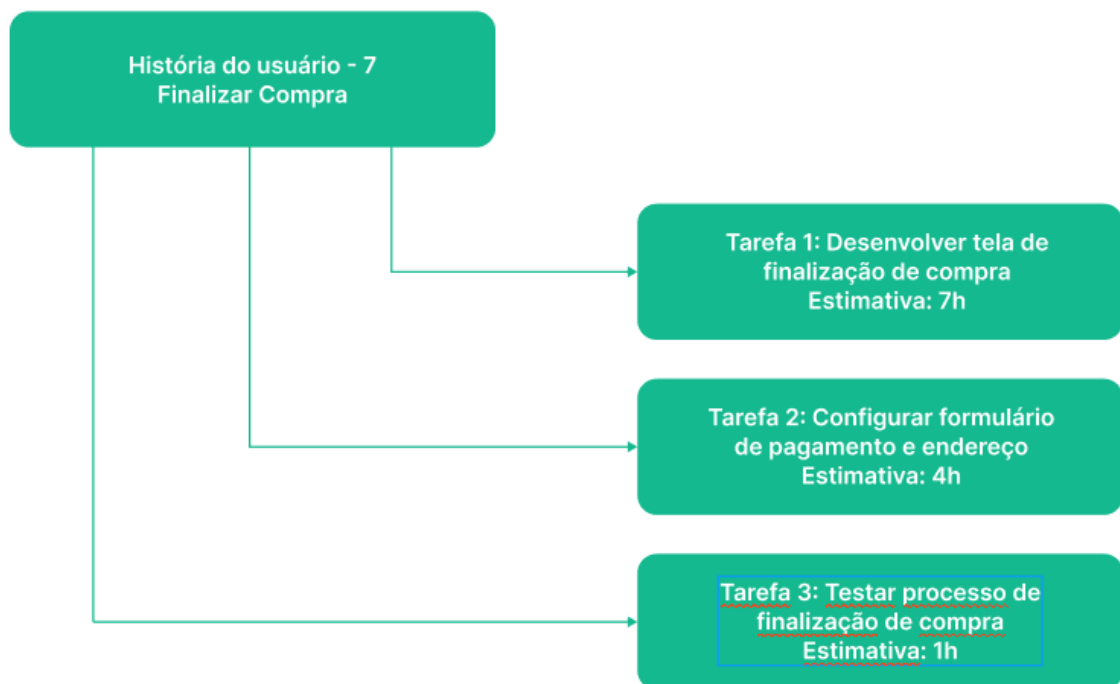 História do usuário - 7
Finalizar Compra
Tarefa 1: Desenvolver tela de
finalização de compra
Estimativa: 7h
Tarefa 2: Configurar formulário
de pagamento e endereço
Estimativa: 4h
Tarefa 3: Testar processo de
finalização de compra
Estimativa: 1h